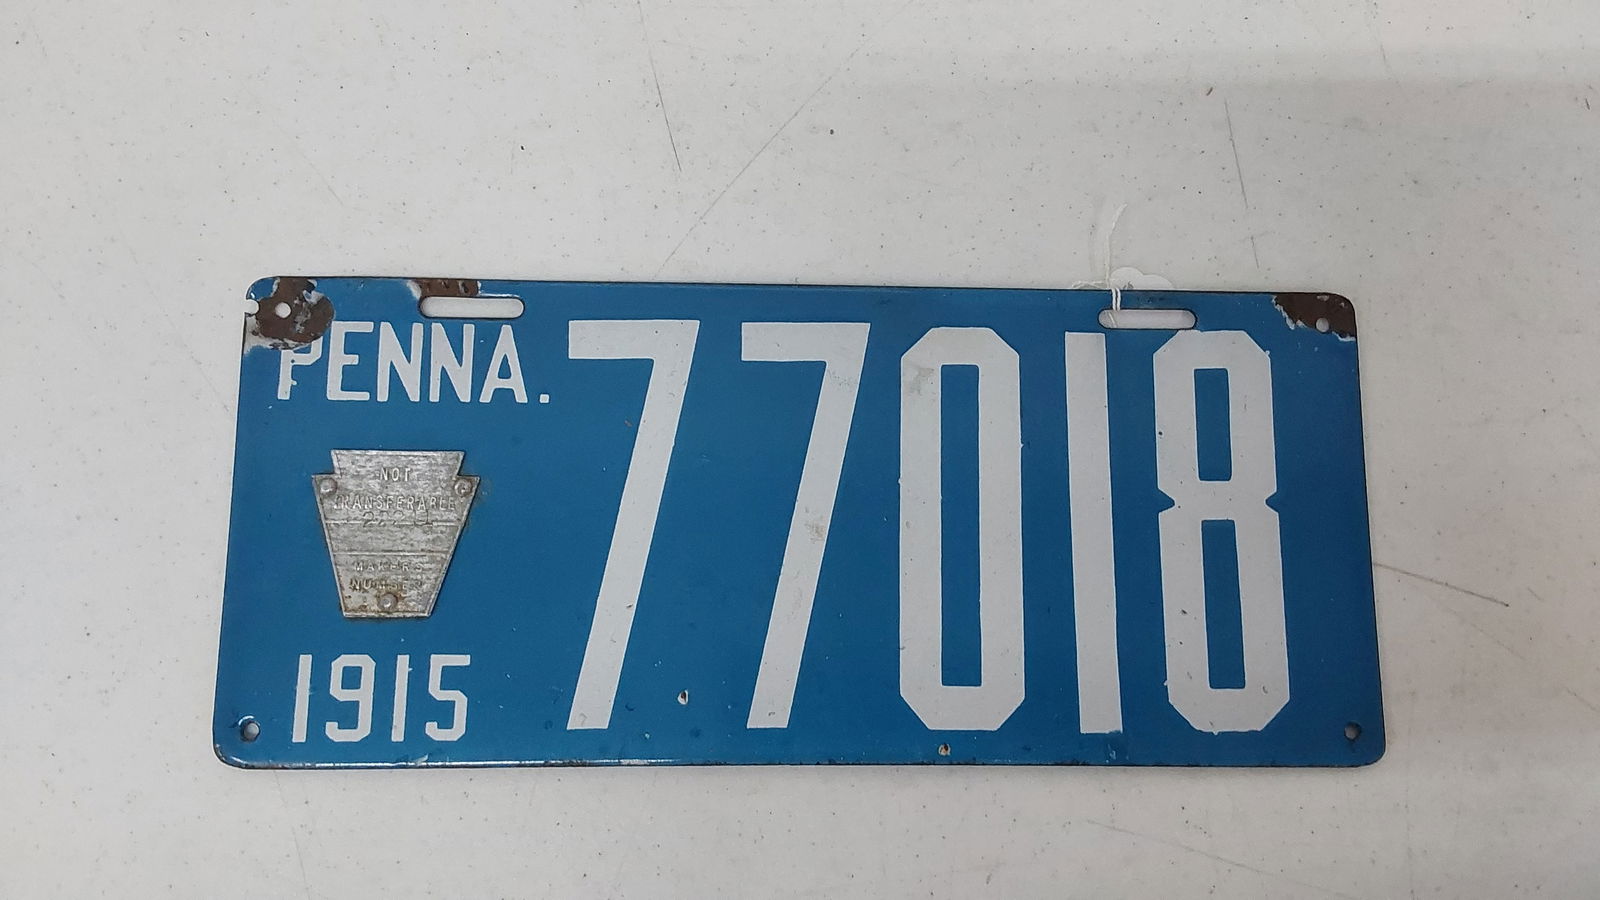 PENNA.
77018
NOT
TRANSFERABLE
MAKERS
NUMBER
1915